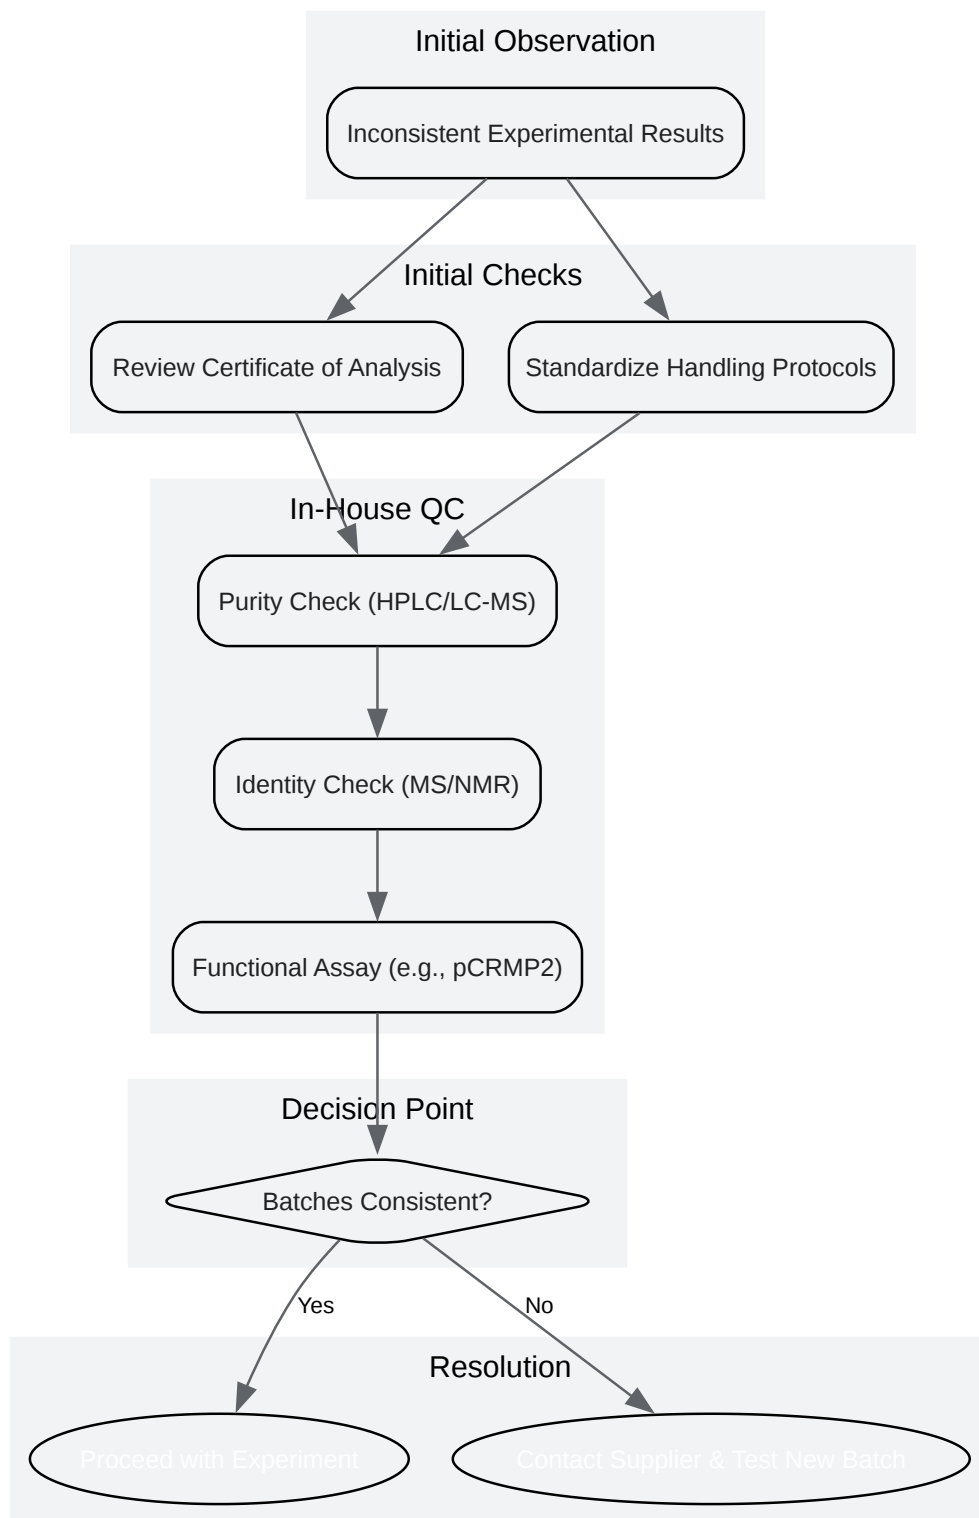 Initial Observation
Inconsistent Experimental Results
Initial Checks
Review Certificate of Analysis
Standardize Handling Protocols
In-House QC
Purity Check (HPLC/LC-MS)
Identity Check (MS/NMR)
Functional Assay (e.g., pCRMP2)
Decision Point
Batches Consistent?
Yes
No
Resolution
Proceed with Experiment
Contact Supplier & Test New Batch